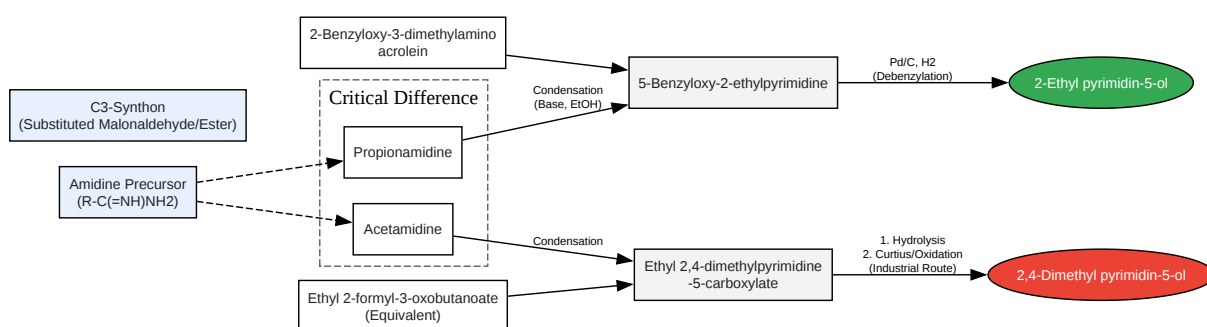 2-Benzyloxy-3-dimethylamino
acrolein
Critical Difference
C3-Synthon
(Substituted Malonaldehyde/Ester)
Amidine Precursor
(R-C(=NH)NH2)
Propionamidine
Acetamidine
Ethyl 2-formyl-3-oxobutanoate
(Equivalent)
Condensation
(Base, EtOH)
Condensation
5-Benzyloxy-2-ethylpyrimidine
Ethyl 2,4-dimethylpyrimidine
-5-carboxylate
Pd/C, H2
(Debenzylation)
1. Hydrolysis
2. Curtius/Oxidation
(Industrial Route)
2-Ethyl pyrimidin-5-ol
2,4-Dimethyl pyrimidin-5-ol